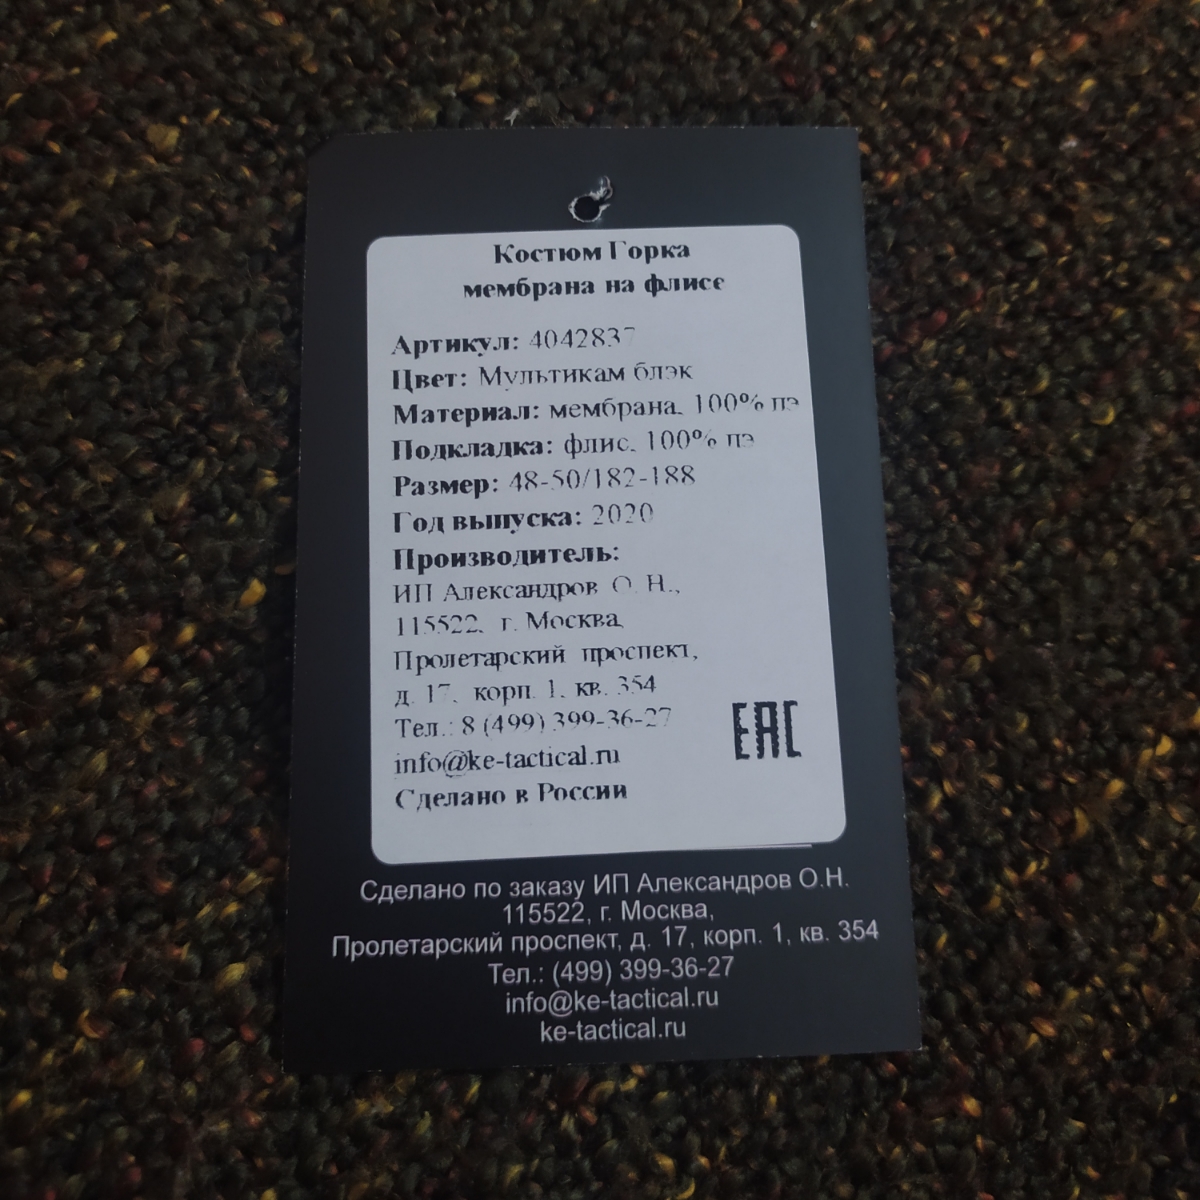 Костюм Горка
мембрана на флисе
Артикул: 4042837
Цвет: Мультикам блэк
Материал: мембрана, 100% пэ
Подкладка: флис, 100% пэ
Размер: 48-50/182-188
Год выпуска: 2020
Производитель:
ИП Александров О. Н.,
115522, г. Москва,
Пролетарский проспект,
д. 17, корп. 1, кв. 354
Тел.: 8 (499) 399-36-27
info@ke-tactical.ru
EAC
Сделано в России
Сделано по заказу ИП Александров О.Н.
115522, г. Москва,
Пролетарский проспект, д. 17, корп. 1, кв. 354
Тел.: (499) 399-36-27
info@ke-tactical.ru
ke-tactical.ru